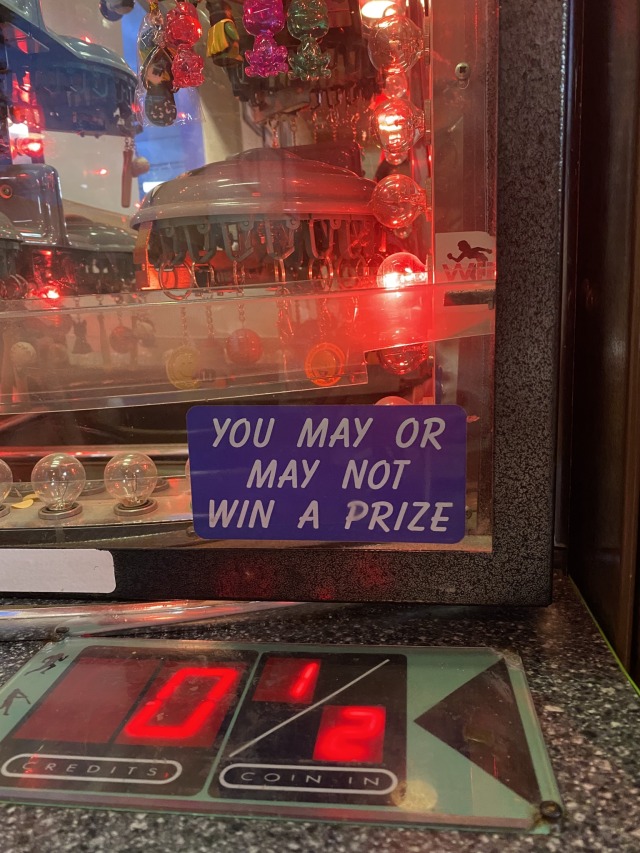 YOU MAY OR
MAY NOT
WIN A PRIZE
0
1/2
CREDITS
COIN IN